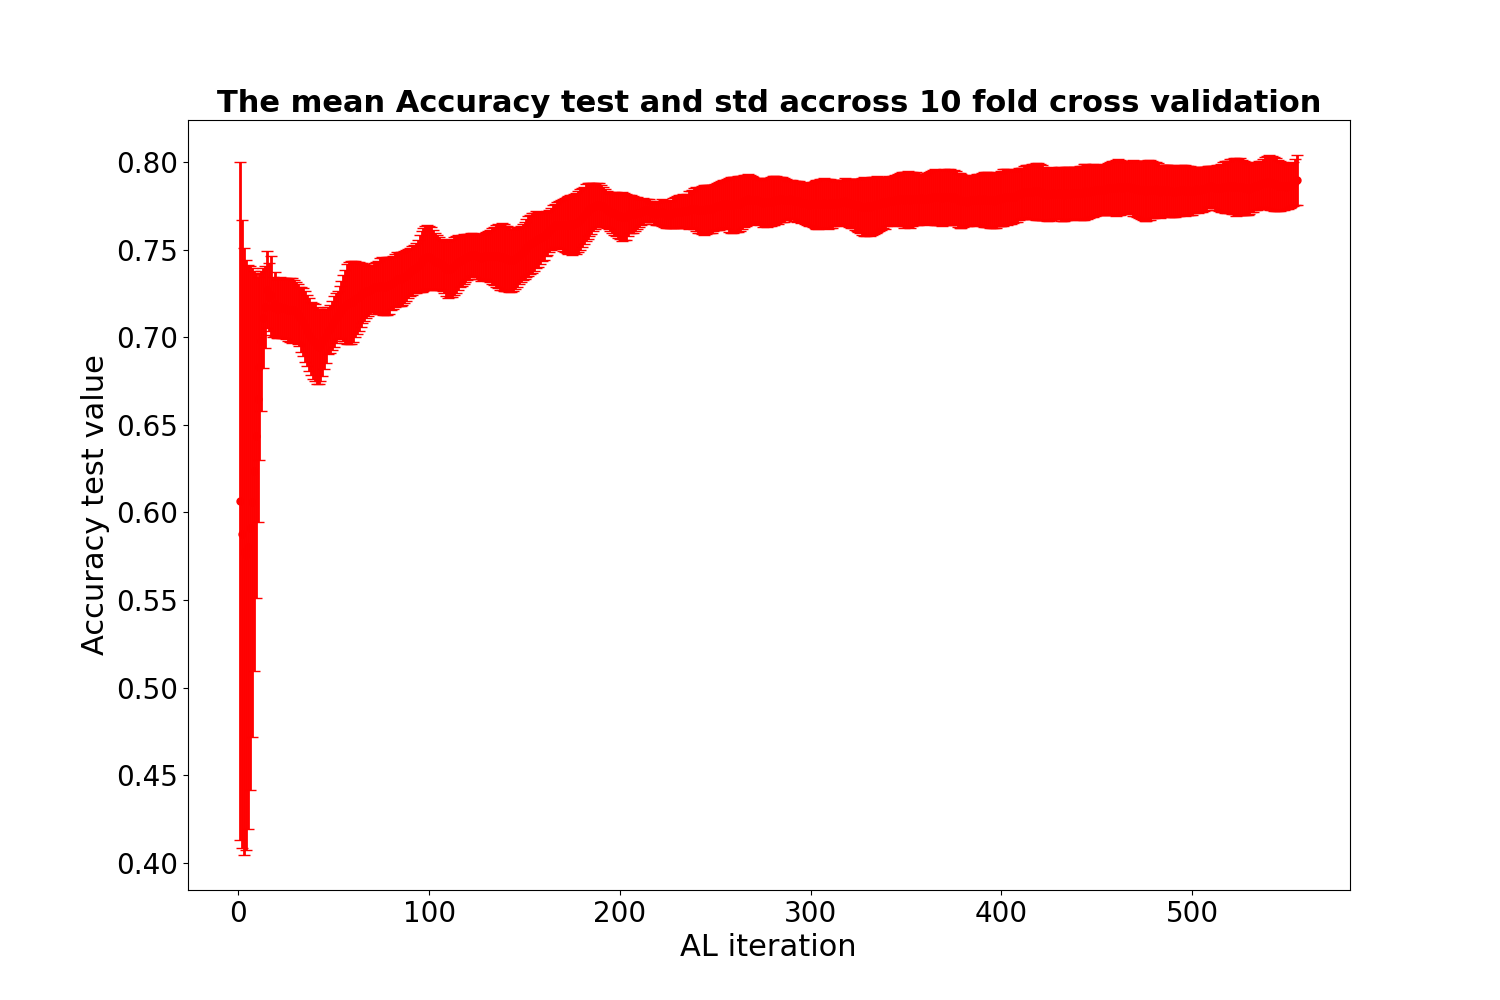 The mean Accuracy test and std accross 10 fold cross validation
0.80
0.75
0.70
0.65
0.60
0.55
0.50
0.45
0.40
Accuracy test value
0 100 200 300 400 500
AL iteration